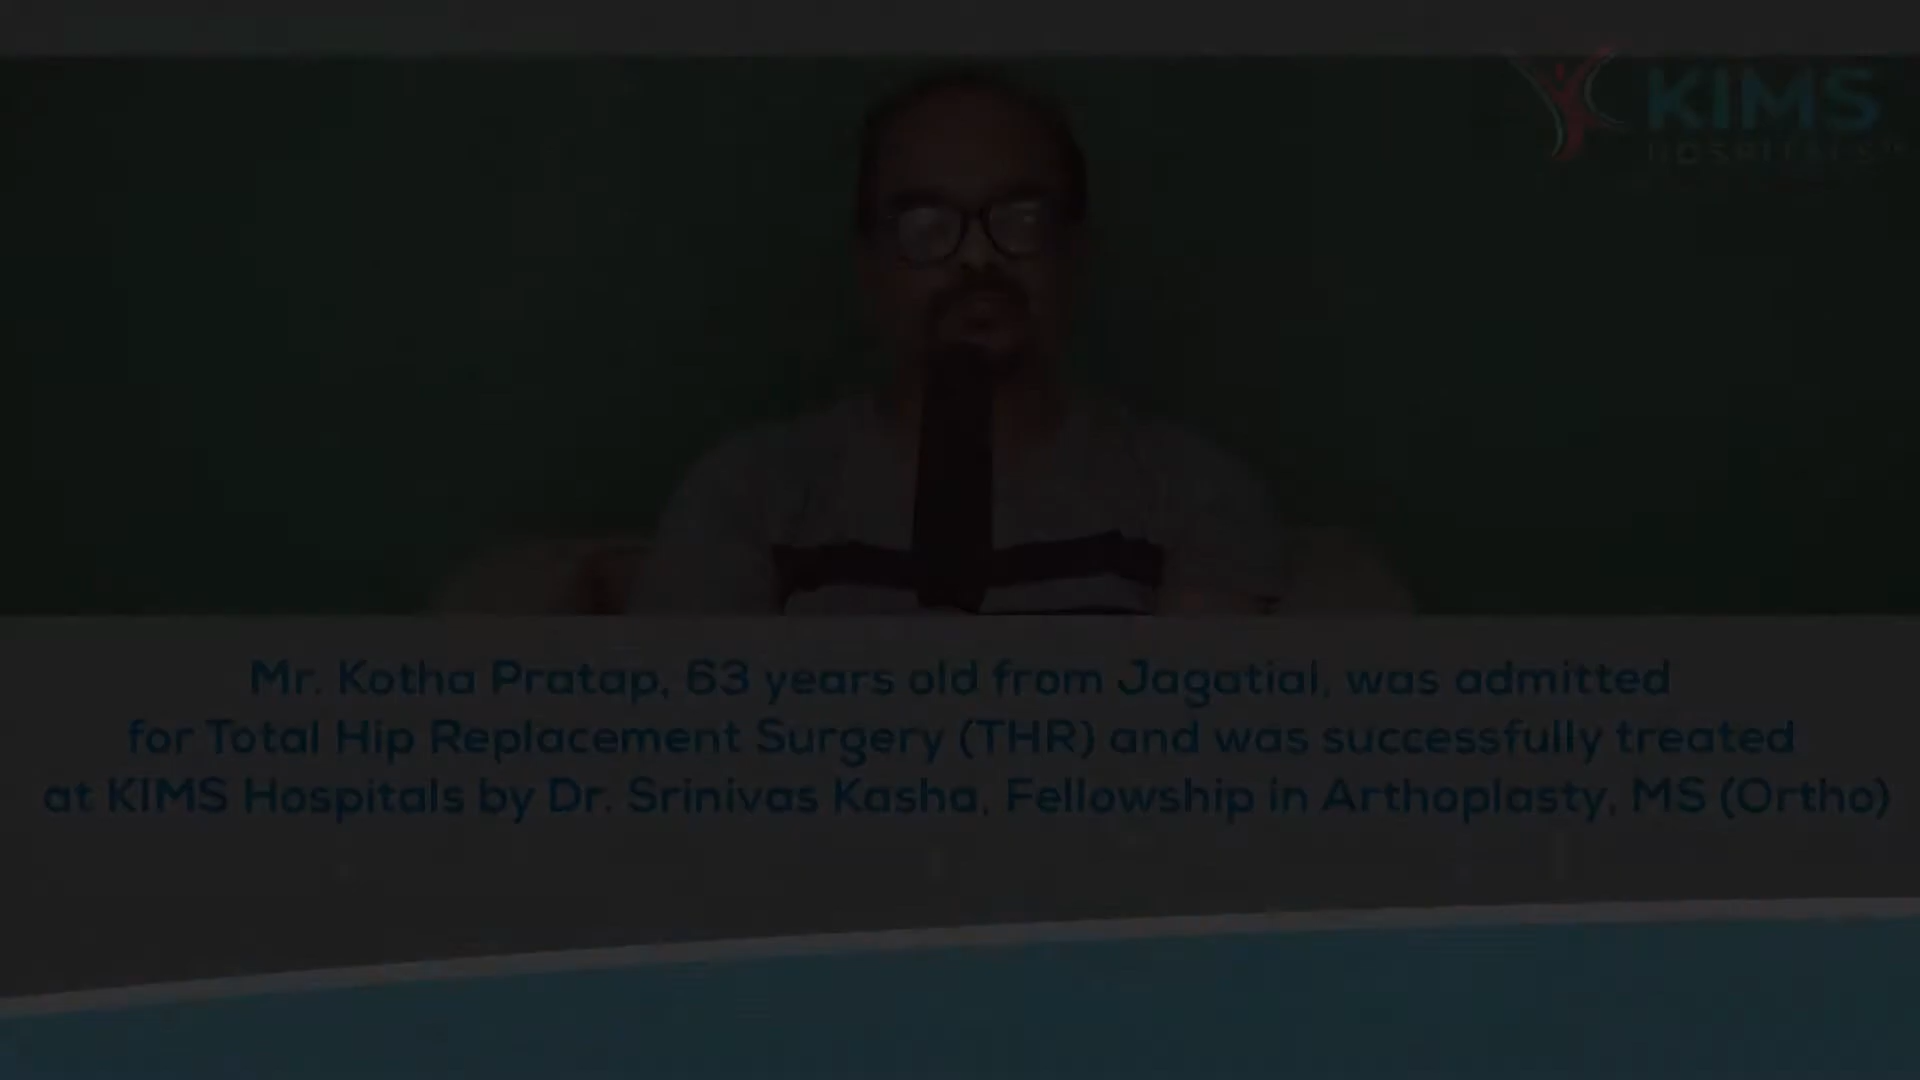 KIMS
HOSPITALS
Mr. Kotha Pratap, 63 years old from Jagatial, was admitted
for Total Hip Replacement Surgery (THR) and was successfully treated
at KIMS Hospitals by Dr. Srinivas Kasha, Fellowship in Arthoplasty, MS (Ortho)